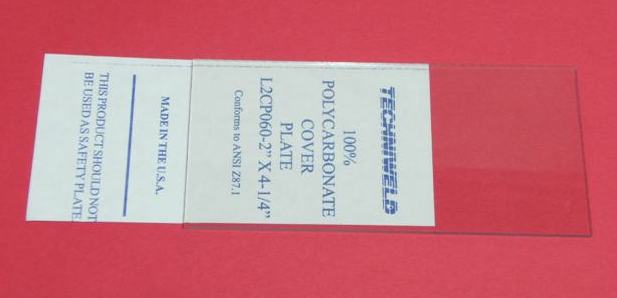 TECHNIWELD
100%
POLYCARBONATE
COVER
PLATE
L2CP060-2" X 4-1/4"
Conforms to ANSI Z87.1
MADE IN THE U.S.A.
THIS PRODUCT SHOULD NOT
BE USED AS SAFETY PLATE.